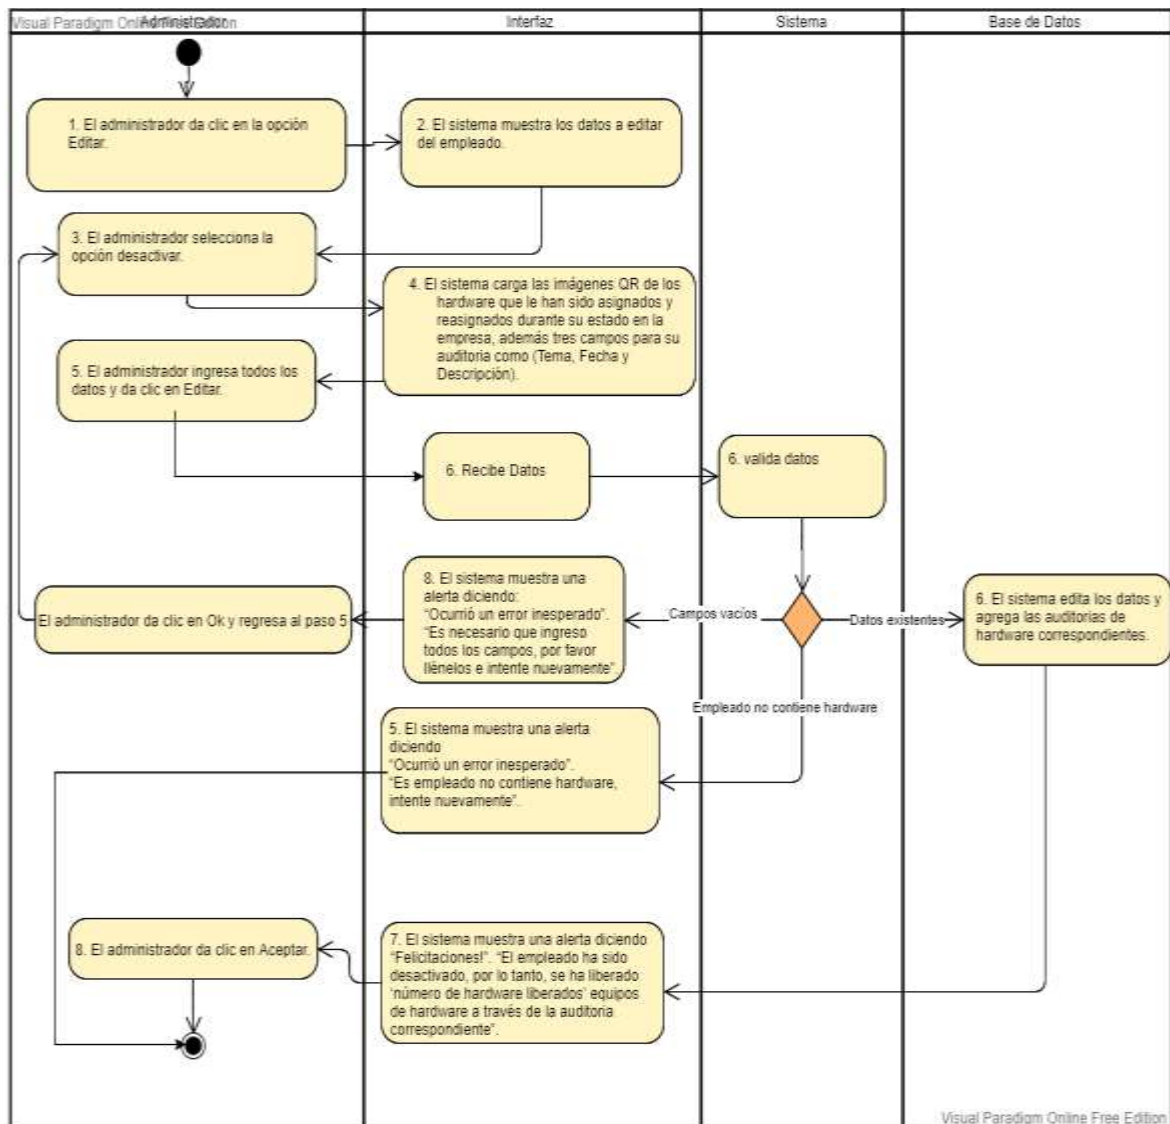 Visual Paradigm Online Free Edition
Administrador
Interfaz
Sistema
Base de Datos
1. El administrador da clic en la opción
Editar.
2. El sistema muestra los datos a editar
del empleado.
3. El administrador selecciona la
opción desactivar.
4. El sistema carga las imágenes QR de los
hardware que le han sido asignados y
reasignados durante su estado en la
empresa, además tres campos para su
auditoria como (Tema, Fecha y
Descripción).
5. El administrador ingresa todos los
datos y da clic en Editar.
6. Recibe Datos
6. valida datos
8. El sistema muestra una
alerta diciendo:
“Ocurrió un error inesperado”.
“Es necesario que ingreso
todos los campos, por favor
llénelos e intente nuevamente”
El administrador da clic en Ok y regresa al paso 5
Campos vacíos
Datos existentes
6. El sistema edita los datos y
agrega las auditorias de
hardware correspondientes.
Empleado no contiene hardware
5. El sistema muestra una alerta
diciendo
“Ocurrió un error inesperado”.
“Es empleado no contiene hardware,
intente nuevamente”.
8. El administrador da clic en Aceptar.
7. El sistema muestra una alerta diciendo
“Felicitaciones!”. “El empleado ha sido
desactivado, por lo tanto, se ha liberado
‘número de hardware liberados’ equipos
de hardware a través de la auditoria
correspondiente”.
Visual Paradigm Online Free Edition